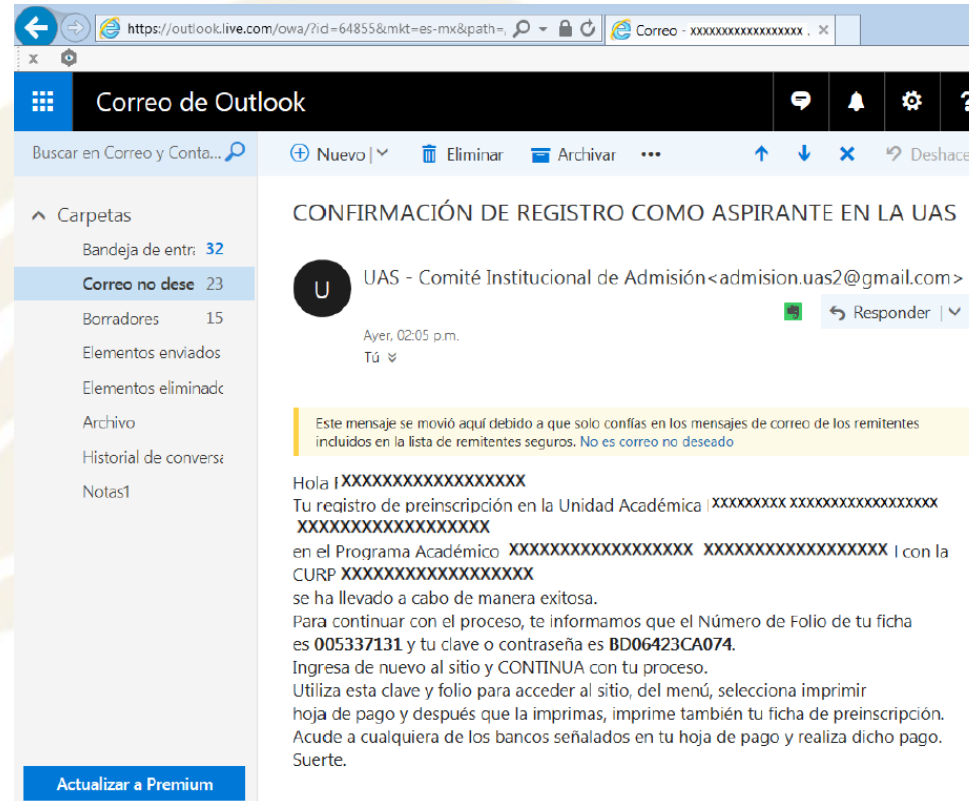 https://outlook.live.com/owa/?id=64855&mkt=es-mx&path=,
Correo - xxxxxxxxxxxxxxxxxx .
x
Correo de Outlook
Buscar en Correo y Conta...
Nuevo
Eliminar
Archivar
Deshace
Carpetas
Bandeja de entra 32
Correo no dese 23
Borradores 15
Elementos enviados
Elementos eliminadc
Archivo
Historial de conversa
Notas1
Actualizar a Premium
CONFIRMACIÓN DE REGISTRO COMO ASPIRANTE EN LA UAS
U
UAS - Comité Institucional de Admisión<admision.uas2@gmail.com>
Responder
Ayer, 02:05 p.m.
Tú
Este mensaje se movió aquí debido a que solo confías en los mensajes de correo de los remitentes
incluidos en la lista de remitentes seguros. No es correo no deseado
Hola XXXXXXXXXXXXXXXXXX
Tu registro de preinscripción en la Unidad Académica XXXXXXXXX XXXXXXXXXXXXXXXXXX
XXXXXXXXXXXXXXXXXX
en el Programa Académico XXXXXXXXXXXXXXXXXX XXXXXXXXXXXXXXXXXX I con la
CURP XXXXXXXXXXXXXXXXXX
se ha llevado a cabo de manera exitosa.
Para continuar con el proceso, te informamos que el Número de Folio de tu ficha
es 005337131 y tu clave o contraseña es BD06423CA074.
Ingresa de nuevo al sitio y CONTINUA con tu proceso.
Utiliza esta clave y folio para acceder al sitio, del menú, selecciona imprimir
hoja de pago y después que la imprimas, imprime también tu ficha de preinscripción.
Acude a cualquiera de los bancos señalados en tu hoja de pago y realiza dicho pago.
Suerte.